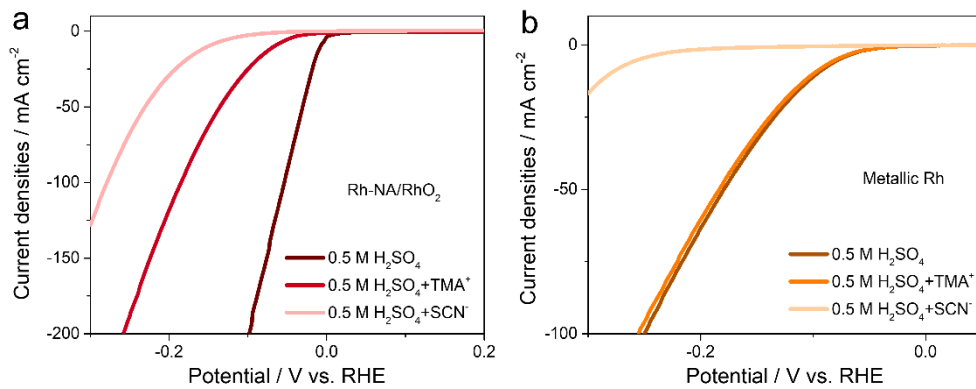 a
Current densities / mA cm⁻²
0
-50
-100
-150
-200
-0.2
0.0
0.2
Potential / V vs. RHE
Rh-NA/RhO₂
0.5 M H₂SO₄
0.5 M H₂SO₄+TMA⁺
0.5 M H₂SO₄+SCN⁻
b
Current densities / mA cm⁻²
0
-50
-100
-0.2
-0.1
0.0
Potential / V vs. RHE
Metallic Rh
0.5 M H₂SO₄
0.5 M H₂SO₄+TMA⁺
0.5 M H₂SO₄+SCN⁻